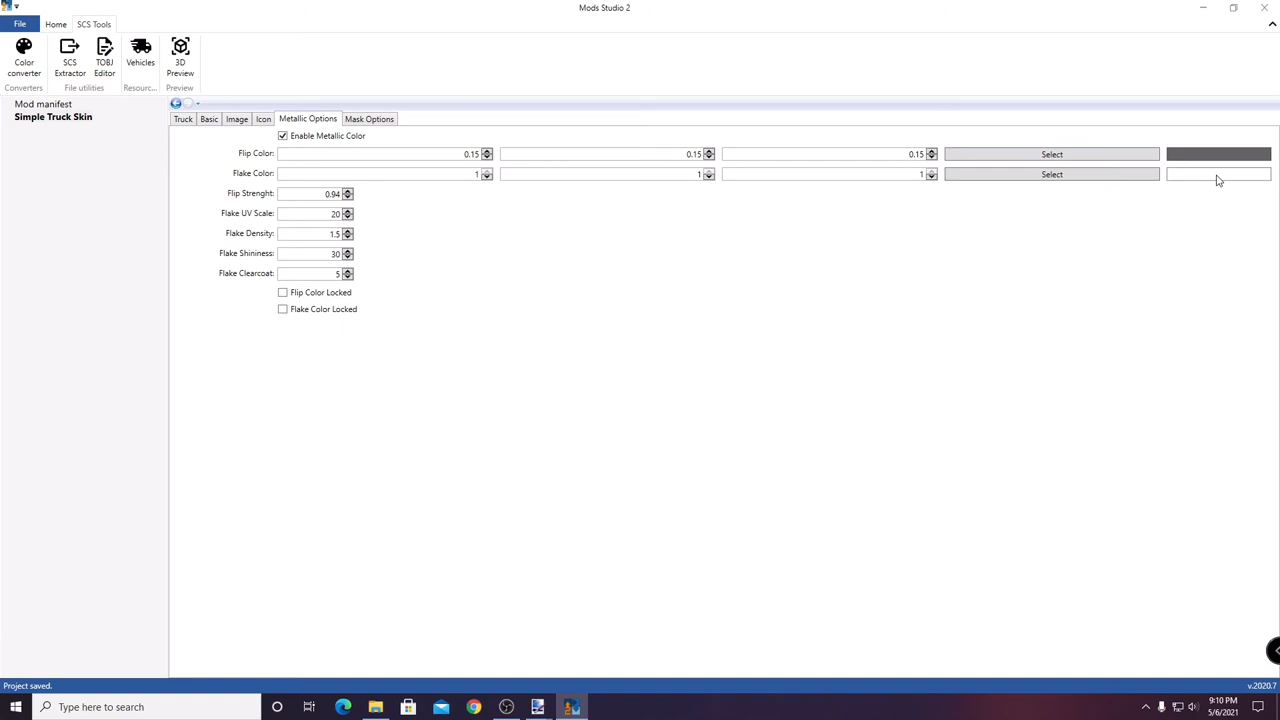 Mods Studio 2
File Home SCS Tools
Color converter SCS Extractor TOBJ Editor Vehicles 3D Preview
Converters File utilities Resourc... Preview
Mod manifest
Simple Truck Skin
Truck Basic Image Icon Metallic Options Mask Options
Enable Metallic Color
Flip Color: 0.15 0.15 0.15 Select
Flake Color: 1 1 1 Select
Flip Strenght: 0.94
Flake UV Scale: 20
Flake Density: 1.5
Flake Shininess: 30
Flake Clearcoat: 5
Flip Color Locked
Flake Color Locked
Project saved. v.2020.7
Type here to search 9:10 PM
5/6/2021